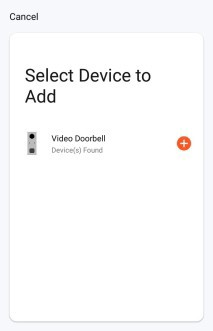 Cancel
Select Device to
Add
Video Doorbell
Device(s) Found